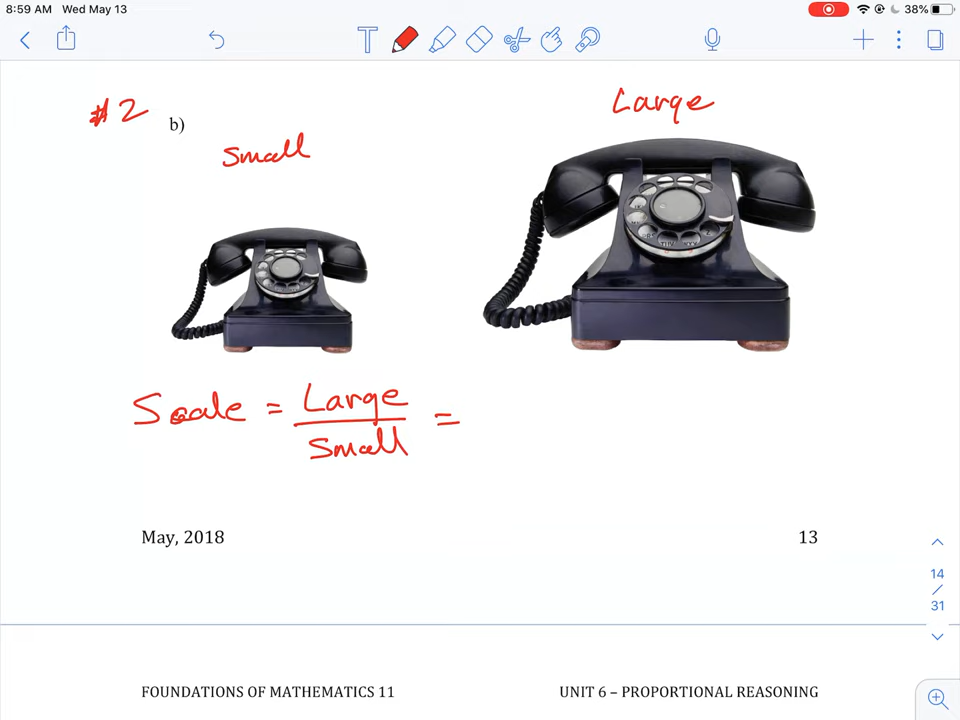 8:59 AM Wed May 13
38%
T
#2
b)
Large
Small
Scale = Large / Small =
May, 2018
13
14
/
31
FOUNDATIONS OF MATHEMATICS 11
UNIT 6 – PROPORTIONAL REASONING